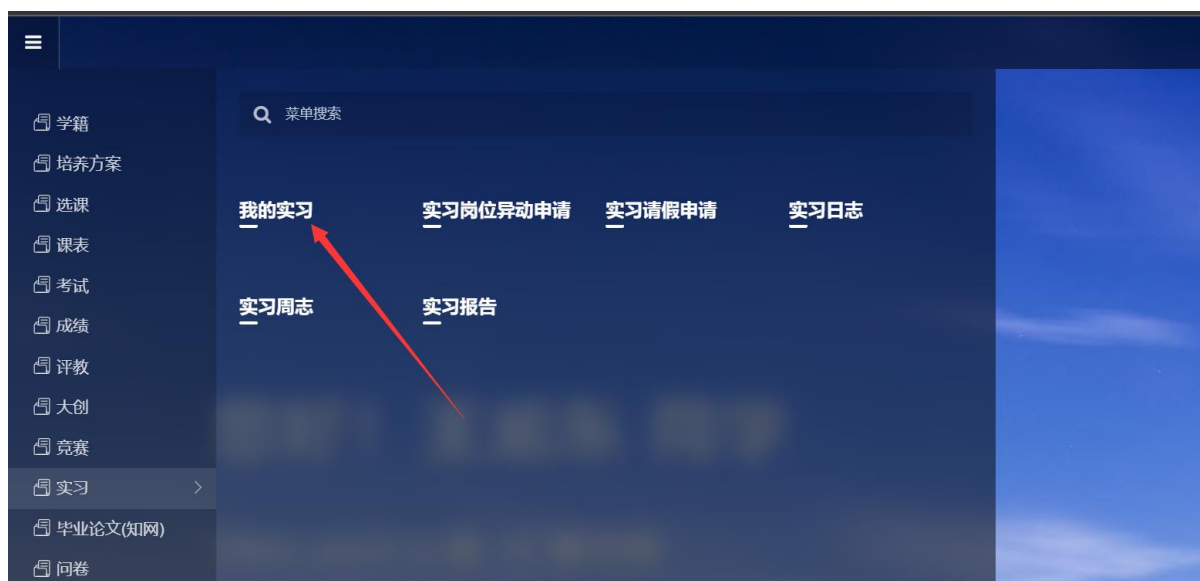 菜单搜索
学籍
培养方案
选课
课表
考试
成绩
评教
大创
竞赛
实习
毕业论文(知网)
问卷
我的实习 实习岗位异动申请 实习请假申请 实习日志
实习周志 实习报告